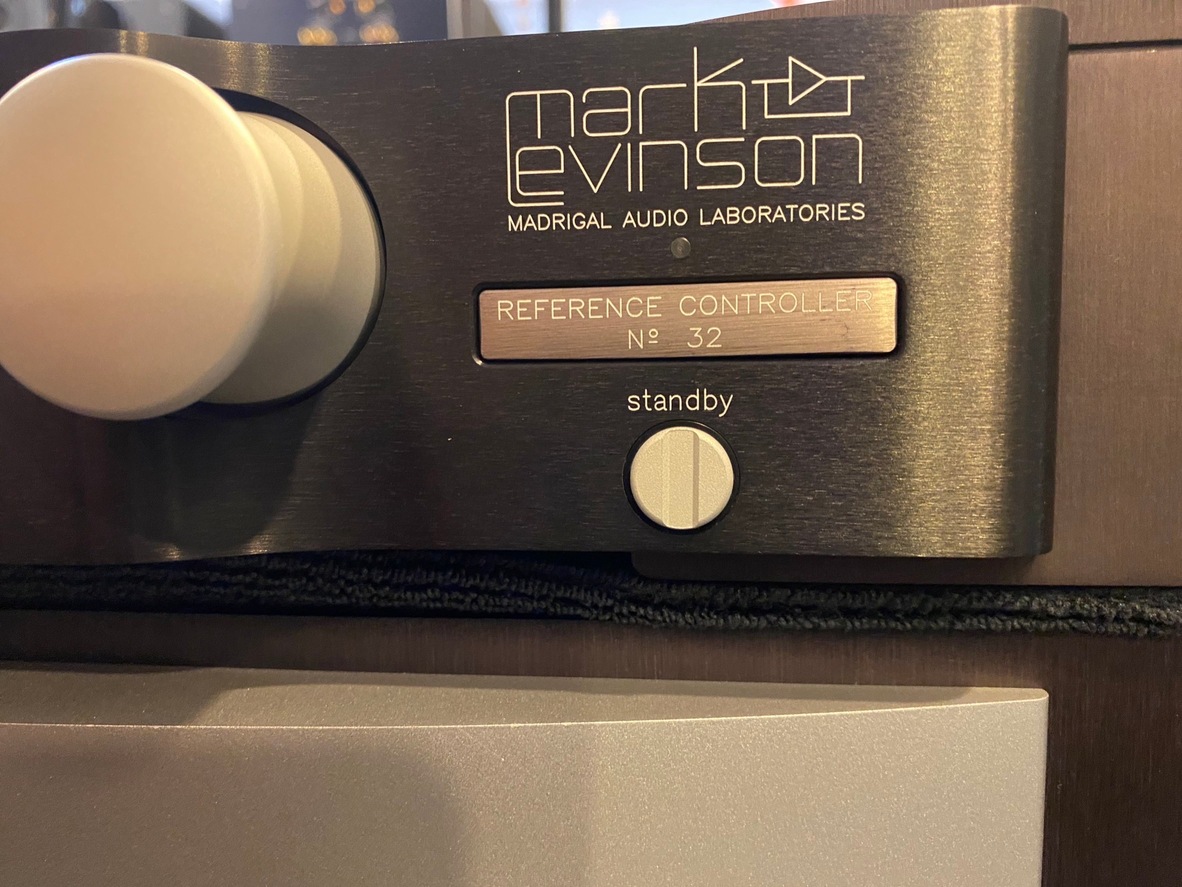 mark
Levinson
MADRIGAL AUDIO LABORATORIES
REFERENCE CONTROLLER
Nº 32
standby